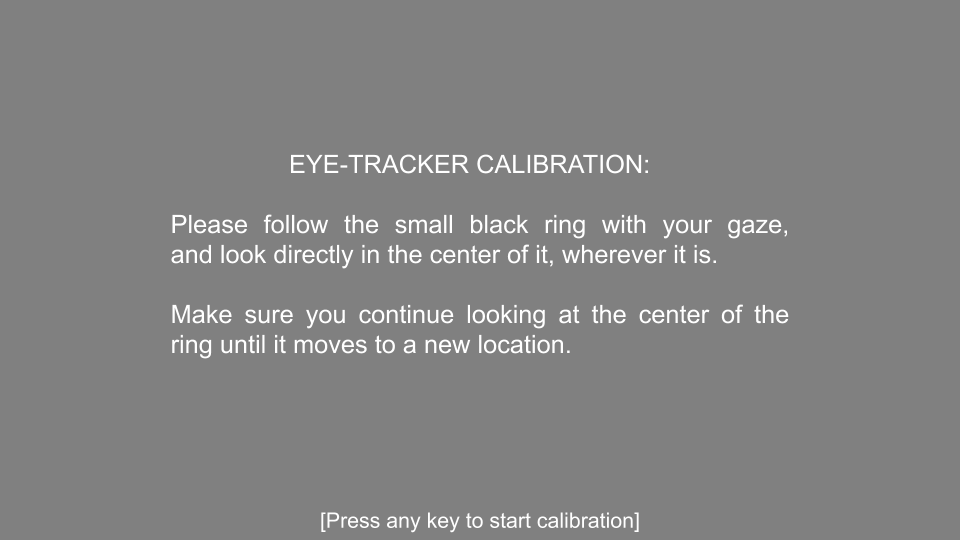 EYE-TRACKER CALIBRATION:
Please follow the small black ring with your gaze,
and look directly in the center of it, wherever it is.
Make sure you continue looking at the center of the
ring until it moves to a new location.
[Press any key to start calibration]